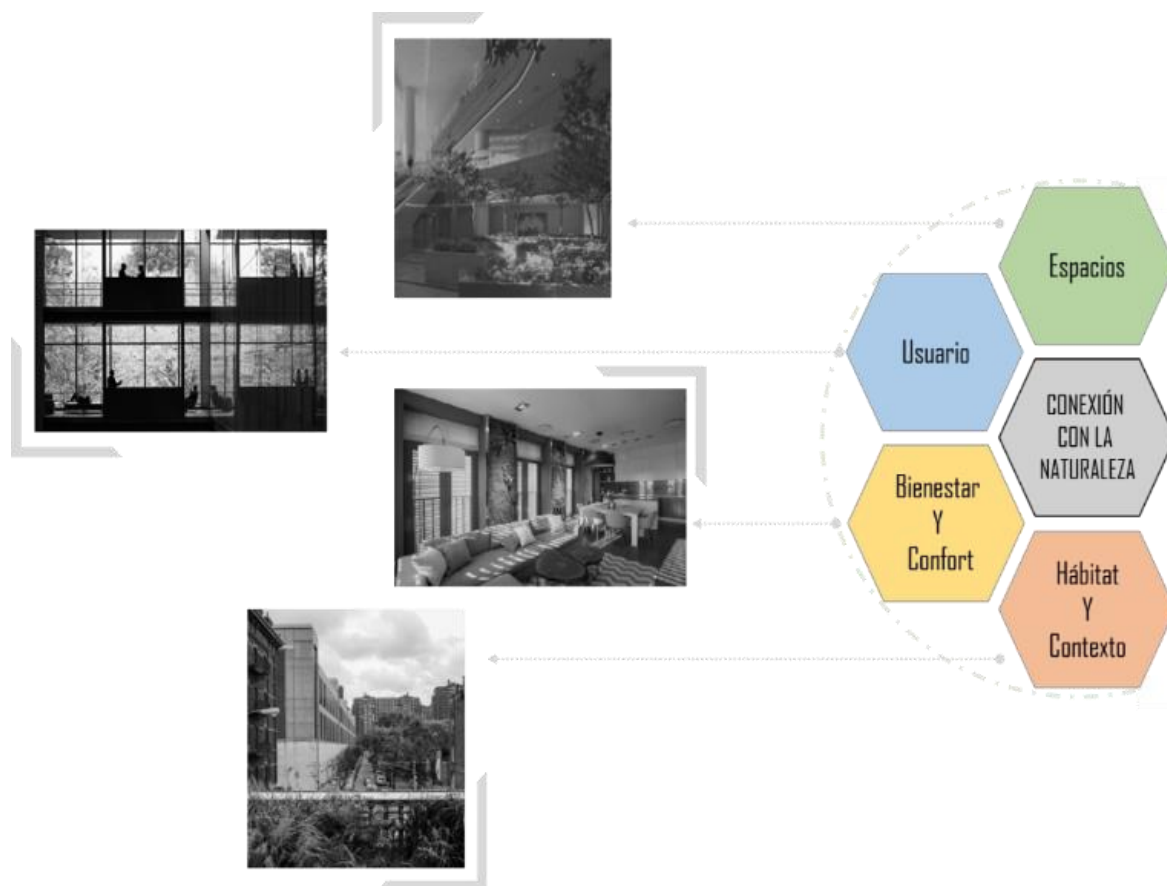 Espacios
Usuario
CONEXIÓN
CON LA
NATURALEZA
Bienestar
Y
Confort
Hábitat
Y
Contexto